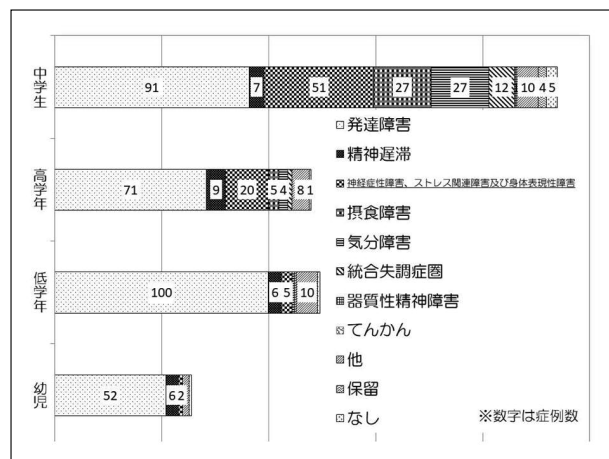 中学生
91 7 51 27 27 12 10 4 5
高学年
71 9 20 5 4 8 1
低学年
100 6 5 10
幼児
52 6 2
発達障害
精神遅滞
神経症性障害、ストレス関連障害及び身体表現性障害
摂食障害
気分障害
統合失調症圏
器質性精神障害
てんかん
他
保留
なし
※数字は症例数